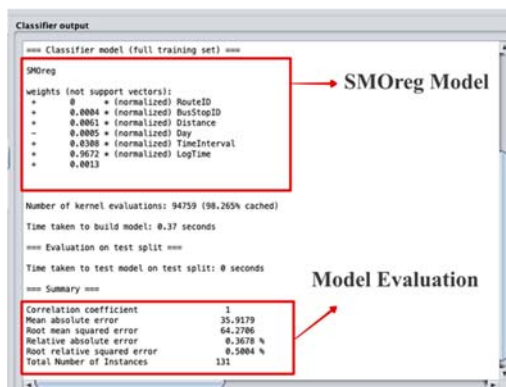 Classifier output
=== Classifier model (full training set) ===
SMOreg
weights (not support vectors):
+ 0 * (normalized) RouteID
+ 0.0004 * (normalized) BusStopID
+ 0.0061 * (normalized) Distance
- 0.0005 * (normalized) Day
+ 0.0308 * (normalized) TimeInterval
+ 0.9672 * (normalized) LogTime
+ 0.0013
SMOreg Model
Number of kernel evaluations: 94759 (98.265% cached)
Time taken to build model: 0.37 seconds
=== Evaluation on test split ===
Time taken to test model on test split: 0 seconds
=== Summary ===
Model Evaluation
Correlation coefficient 1
Mean absolute error 35.9179
Root mean squared error 64.2706
Relative absolute error 0.3678 %
Root relative squared error 0.5004 %
Total Number of Instances 131